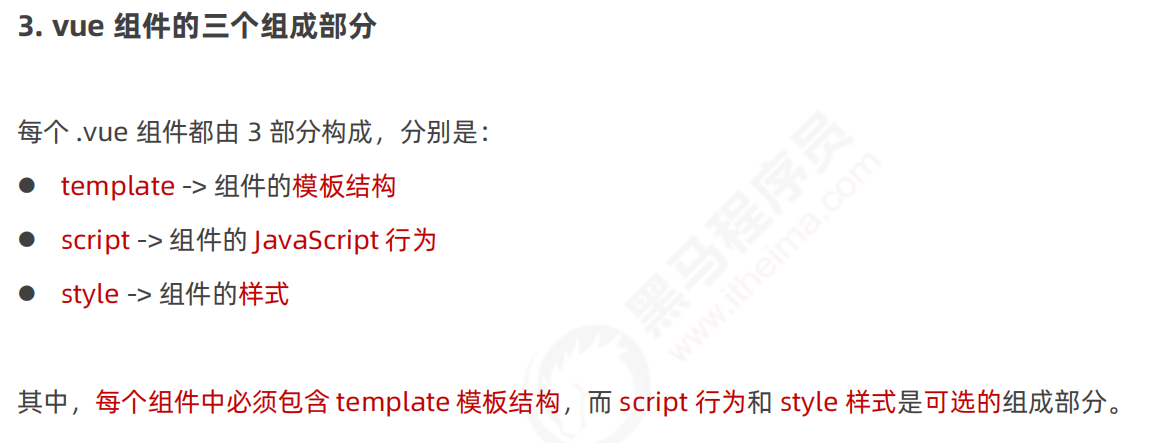 3. vue 组件的三个组成部分
每个 .vue 组件都由 3 部分构成，分别是：
● template -> 组件的模板结构
● script -> 组件的 JavaScript 行为
● style -> 组件的样式
其中，每个组件中必须包含 template 模板结构，而 script 行为和 style 样式是可选的组成部分。
黑马程序员
www.itheima.com